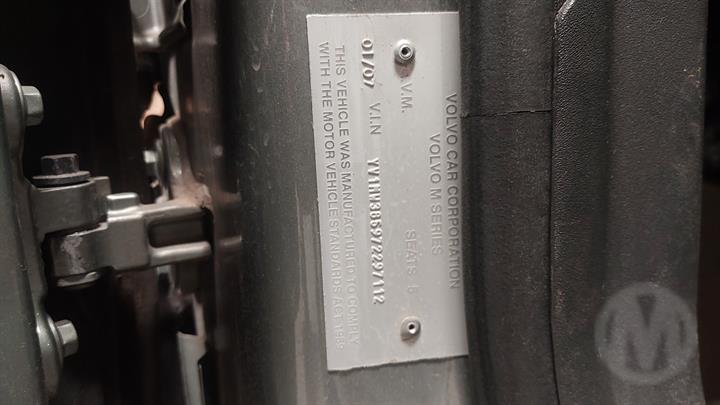 VOLVO CAR CORPORATION
VOLVO M SERIES
V.M. SEATS 5
01/07 V.I.N YV1MW385972297112
THIS VEHICLE WAS MANUFACTURED TO COMPLY
WITH THE MOTOR VEHICLE STANDARDS ACT 1989
M